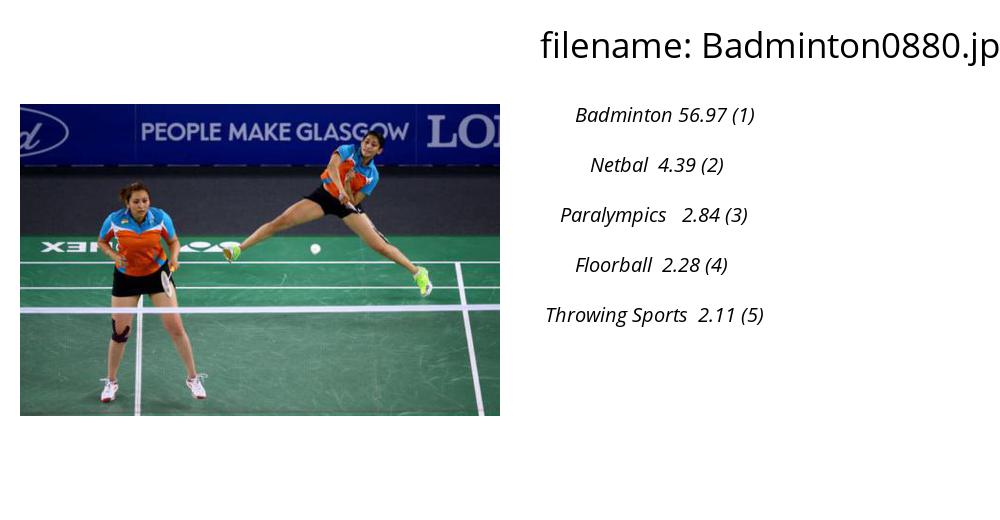 filename: Badminton0880.jp
Badminton 56.97 (1)
Netbal 4.39 (2)
Paralympics 2.84 (3)
Floorball 2.28 (4)
Throwing Sports 2.11 (5)
PEOPLE MAKE GLASGOW
LO